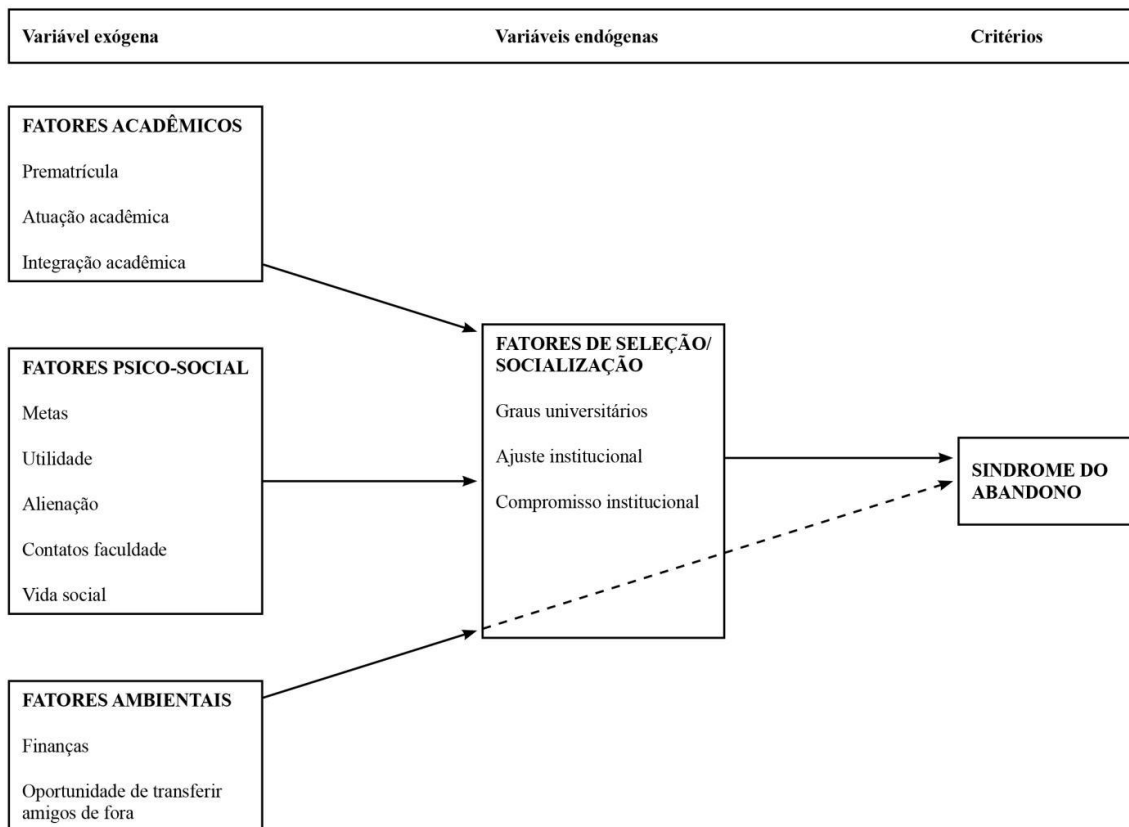 Variável exógena Variáveis endógenas Critérios
FATORES ACADÊMICOS
Prematrícula
Atuação acadêmica
Integração acadêmica
FATORES PSICO-SOCIAL
Metas
Utilidade
Alienação
Contatos faculdade
Vida social
FATORES AMBIENTAIS
Finanças
Oportunidade de transferir
amigos de fora
FATORES DE SELEÇÃO/
SOCIALIZAÇÃO
Graus universitários
Ajuste institucional
Compromisso institucional
SINDROME DO
ABANDONO